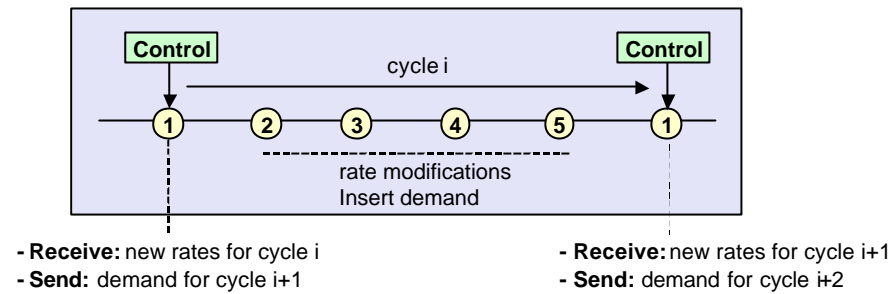 Control Control
cycle i
1 2 3 4 5 1
rate modifications
Insert demand
- Receive: new rates for cycle i
- Send: demand for cycle i+1
- Receive: new rates for cycle i+1
- Send: demand for cycle i+2